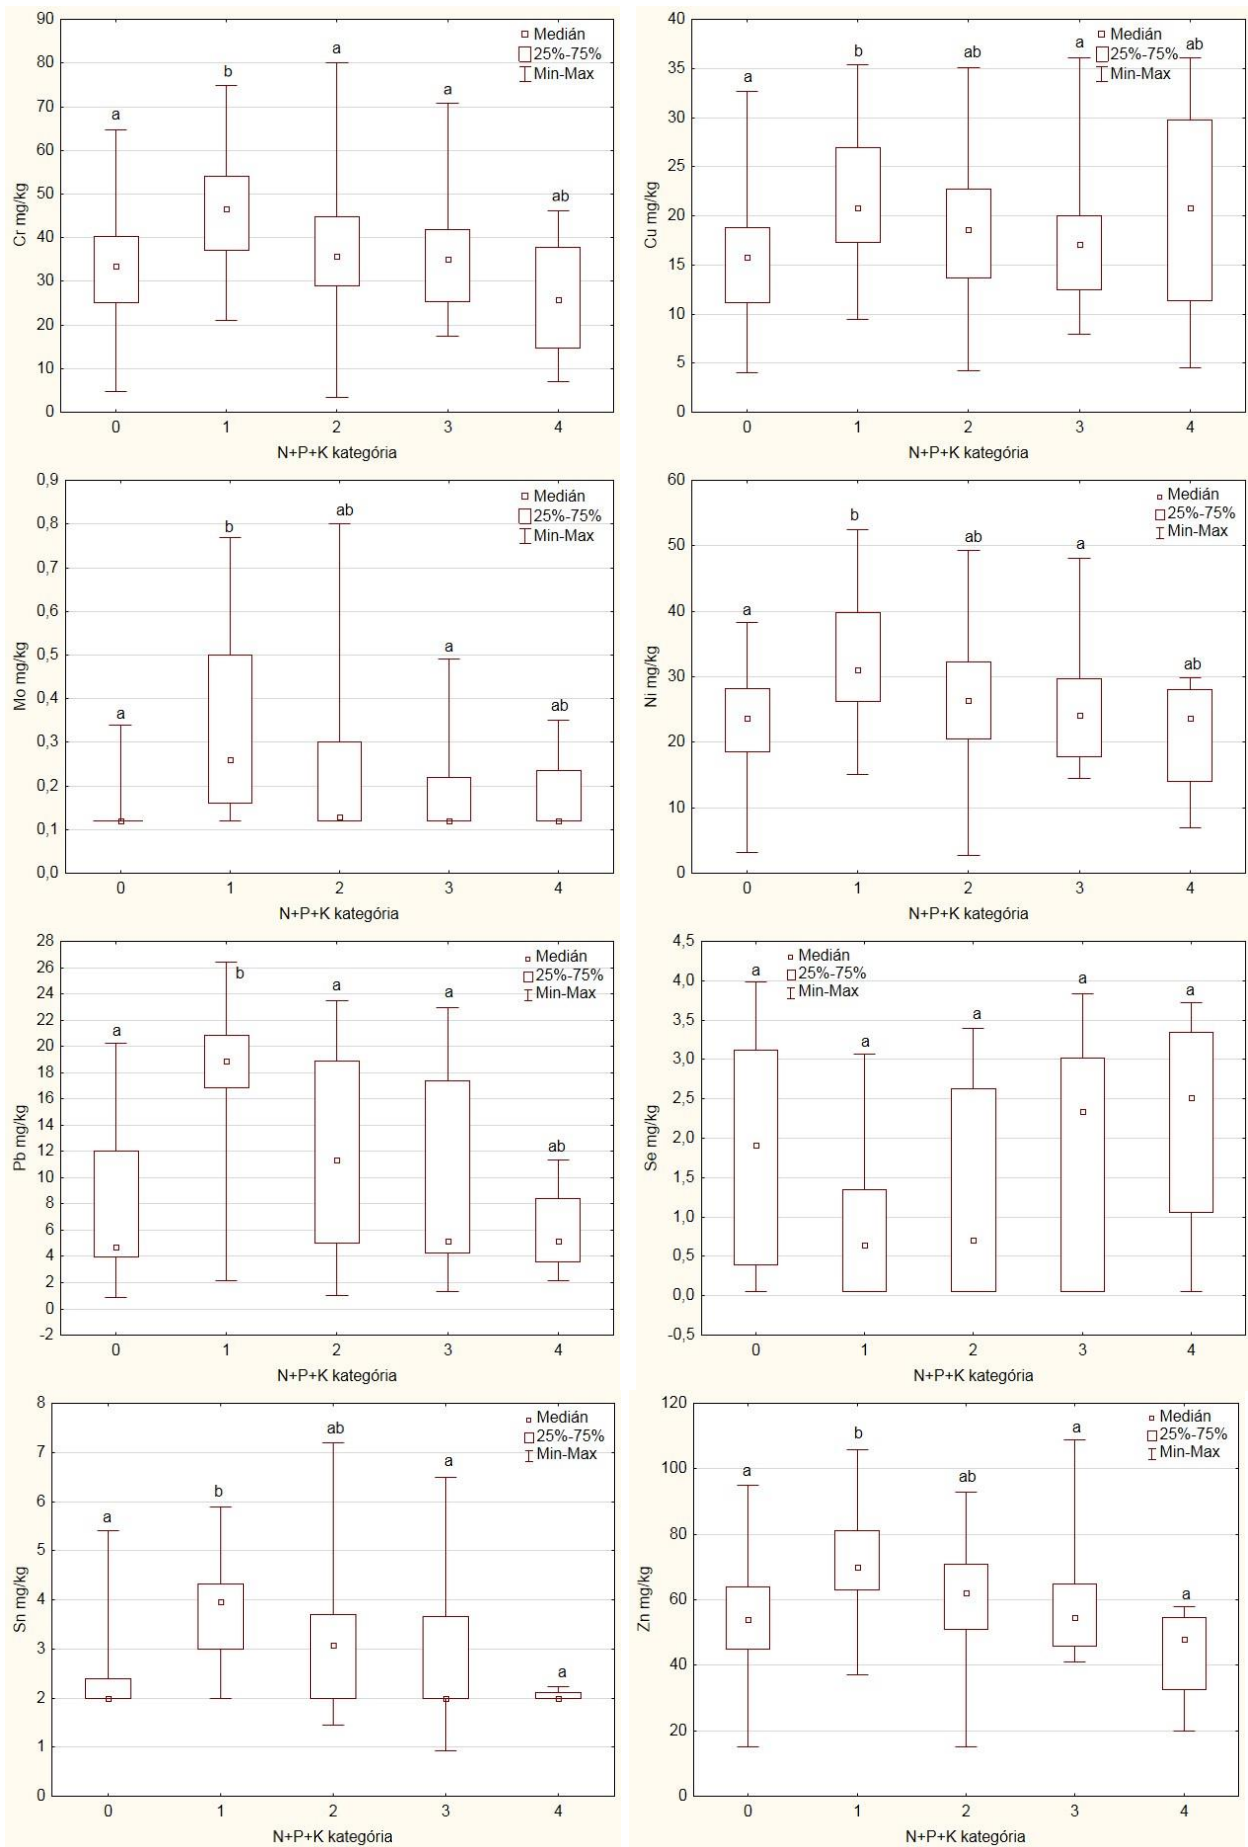 90
80
70
60
50
40
30
20
10
0
Cr mg/kg
a
b
a
a
ab
Medián
25%-75%
Min-Max
0 1 2 3 4
N+P+K kategória
40
35
30
25
20
15
10
5
0
Cu mg/kg
a
b
ab
a
ab
Medián
25%-75%
Min-Max
0 1 2 3 4
N+P+K kategória
0,9
0,8
0,7
0,6
0,5
0,4
0,3
0,2
0,1
0,0
Mo mg/kg
a
b
ab
a
ab
Medián
25%-75%
Min-Max
0 1 2 3 4
N+P+K kategória
60
50
40
30
20
10
0
Ni mg/kg
a
b
ab
a
ab
Medián
25%-75%
Min-Max
0 1 2 3 4
N+P+K kategória
28
26
24
22
20
18
16
14
12
10
8
6
4
2
0
-2
Pb mg/kg
a
b
a
a
ab
Medián
25%-75%
Min-Max
0 1 2 3 4
N+P+K kategória
4,5
4,0
3,5
3,0
2,5
2,0
1,5
1,0
0,5
0,0
-0,5
Se mg/kg
a
a
a
a
a
Medián
25%-75%
Min-Max
0 1 2 3 4
N+P+K kategória
8
7
6
5
4
3
2
1
0
Sn mg/kg
a
b
ab
a
a
Medián
25%-75%
Min-Max
0 1 2 3 4
N+P+K kategória
120
100
80
60
40
20
0
Zn mg/kg
a
b
ab
a
a
Medián
25%-75%
Min-Max
0 1 2 3 4
N+P+K kategória